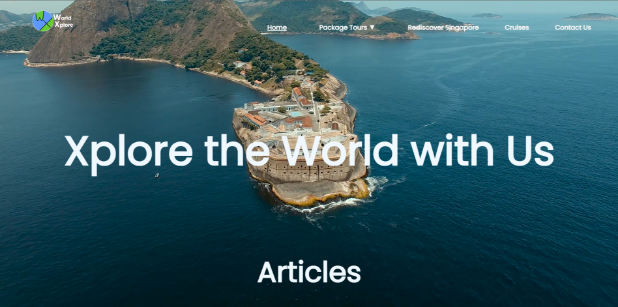 World
Xplore
Home Package Tours ▼ Rediscover Singapore Cruises Contact Us
Xplore the World with Us
Articles